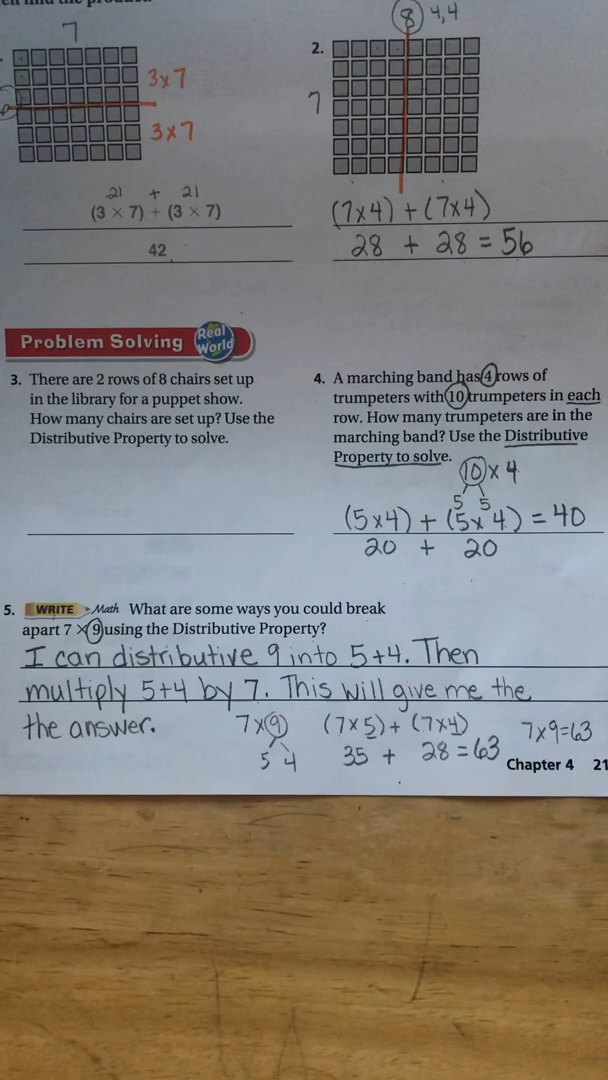 7
3x7
3x7
21 + 21
(3 × 7) + (3 × 7)
42
8 4,4
2.
7
(7x4) + (7x4)
28 + 28 = 56
Problem Solving Real World
3. There are 2 rows of 8 chairs set up
in the library for a puppet show.
How many chairs are set up? Use the
Distributive Property to solve.
4. A marching band has 4 rows of
trumpeters with 10 trumpeters in each
row. How many trumpeters are in the
marching band? Use the Distributive
Property to solve.
10 x 4
5 5
(5x4) + (5x4) = 40
20 + 20
5. WRITE Math What are some ways you could break
apart 7 × 9 using the Distributive Property?
I can distributive 9 into 5+4. Then
multiply 5+4 by 7. This will give me the
the answer.
7x9 (7x5) + (7x4) 7x9=63
5 4 35 + 28 = 63
Chapter 4 21